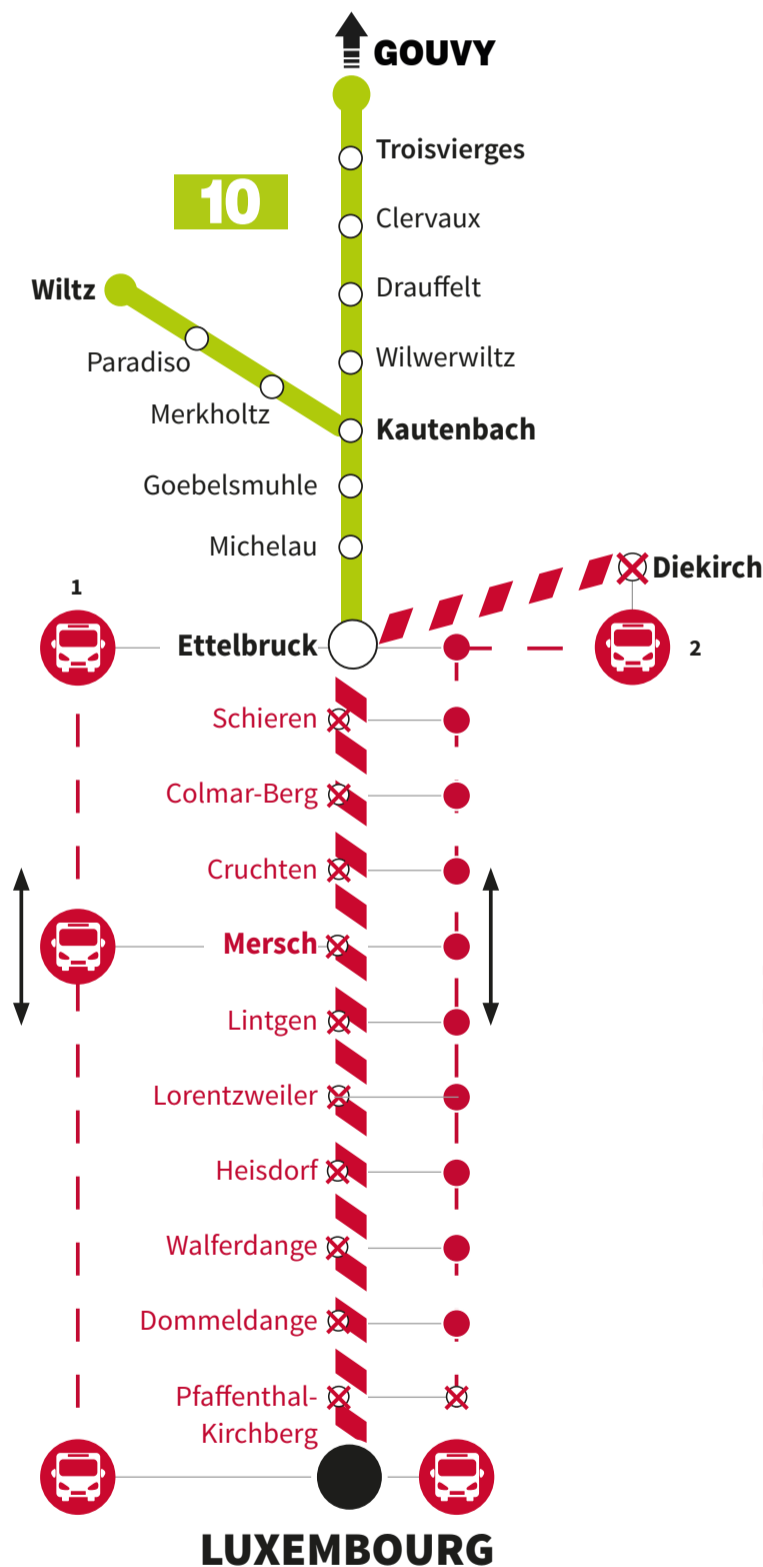 GOUVY
Troisvierges
10
Clervaux
Wiltz
Drauffelt
Paradiso
Wilwerwiltz
Merkholtz
Kautenbach
Goebelsmuhle
Michelau
Diekirch
1
Ettelbruck
2
Schieren
Colmar-Berg
Cruchten
Mersch
Lintgen
Lorentzweiler
Heisdorf
Walferdange
Dommeldange
Pfaffenthal-
Kirchberg
LUXEMBOURG